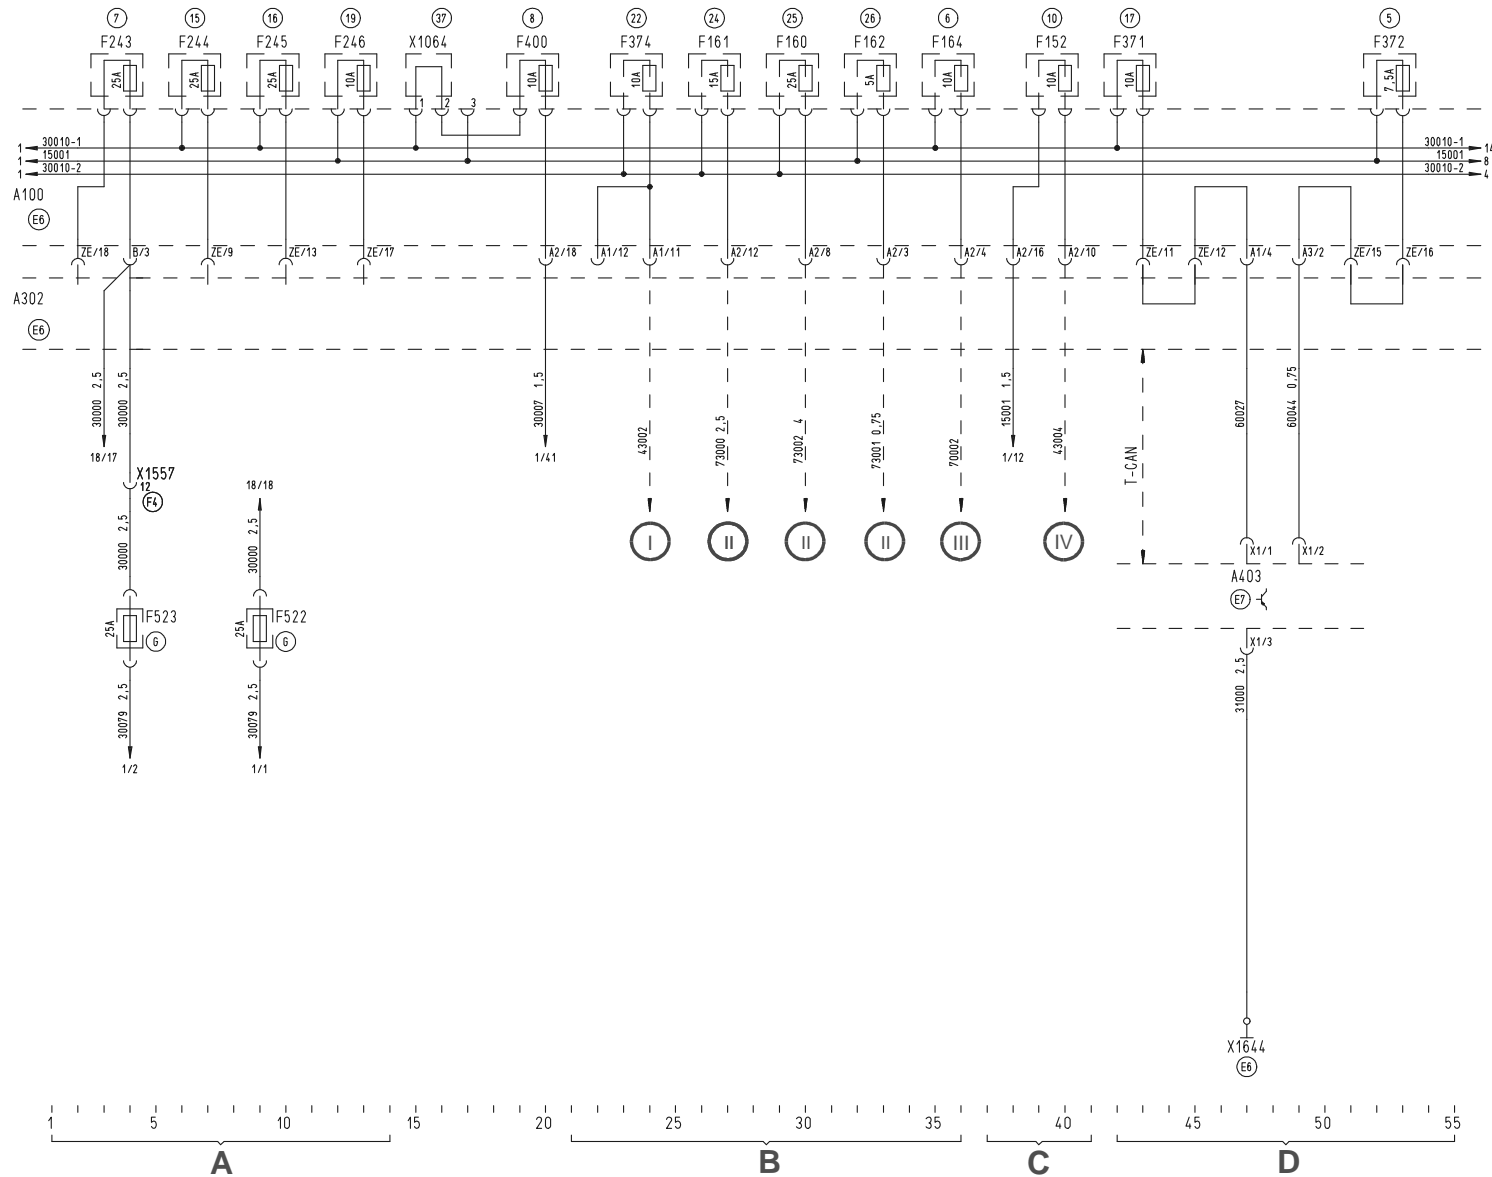 7 15 16 19 37 8 22 24 25 26 6 10 17 5
F243 F244 F245 F246 X1064 F400 F374 F161 F160 F162 F164 F152 F371 F372
25A 25A 25A 10A 10A 10A 15A 25A 5A 10A 10A 10A 7,5A
1 2 3
1 30010-1 30010-1 14
1 15001 15001 8
1 30010-2 30010-2 4
A100
E6
ZE/18 B/3 ZE/9 ZE/13 ZE/17 A2/18 A1/12 A1/11 A2/12 A2/8 A2/3 A2/4 A2/16 A2/10 ZE/11 ZE/12 A1/4 A3/2 ZE/15 ZE/16
A302
E6
30000 2,5
30000 2,5
30007 1,5
43002
73000 2,5
73002 4
73001 0,75
70002
15001 1,5
43004
T-CAN
60027
60044 0,75
18/17 1/41 1/12
X1557
12
F4
18/18
30000 2,5
30000 2,5
I II II II III IV
X1/1 X1/2
A403
E7
F523 F522
25A 25A
G G
X1/3
30079 2,5
30079 2,5
31000 2,5
1/2 1/1
X1644
E6
1 5 10 15 20 25 30 35 40 45 50 55
A B C D